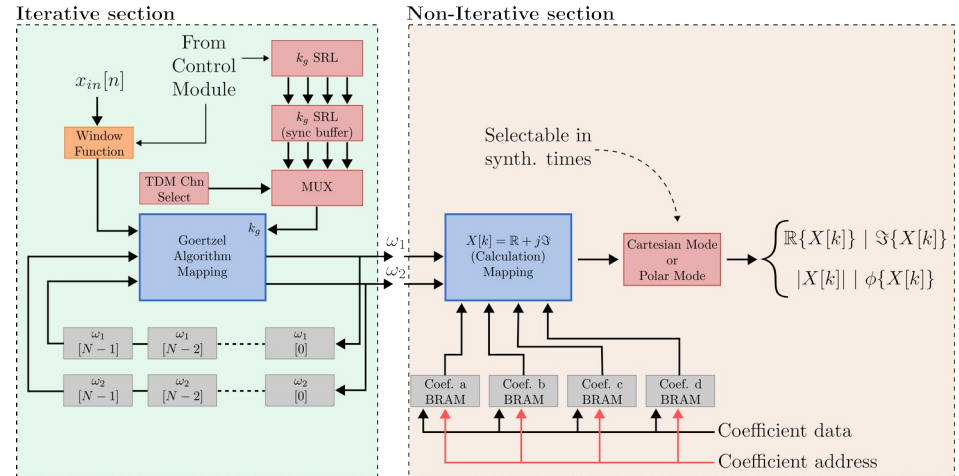 Iterative section
Non-Iterative section
From
Control
Module
x_{in}[n]
k_g SRL
k_g SRL
(sync buffer)
Window
Function
TDM Chn
Select
MUX
k_g
Goertzel
Algorithm
Mapping
ω_1
ω_2
ω_1
[N − 1]
ω_1
[N − 2]
ω_1
[0]
ω_2
[N − 1]
ω_2
[N − 2]
ω_2
[0]
Selectable in
synth. times
X[k] = ℝ + jℑ
(Calculation)
Mapping
Cartesian Mode
or
Polar Mode
ℝ{X[k]} | ℑ{X[k]}
|X[k]| | ϕ{X[k]}
Coef. a
BRAM
Coef. b
BRAM
Coef. c
BRAM
Coef. d
BRAM
Coefficient data
Coefficient address